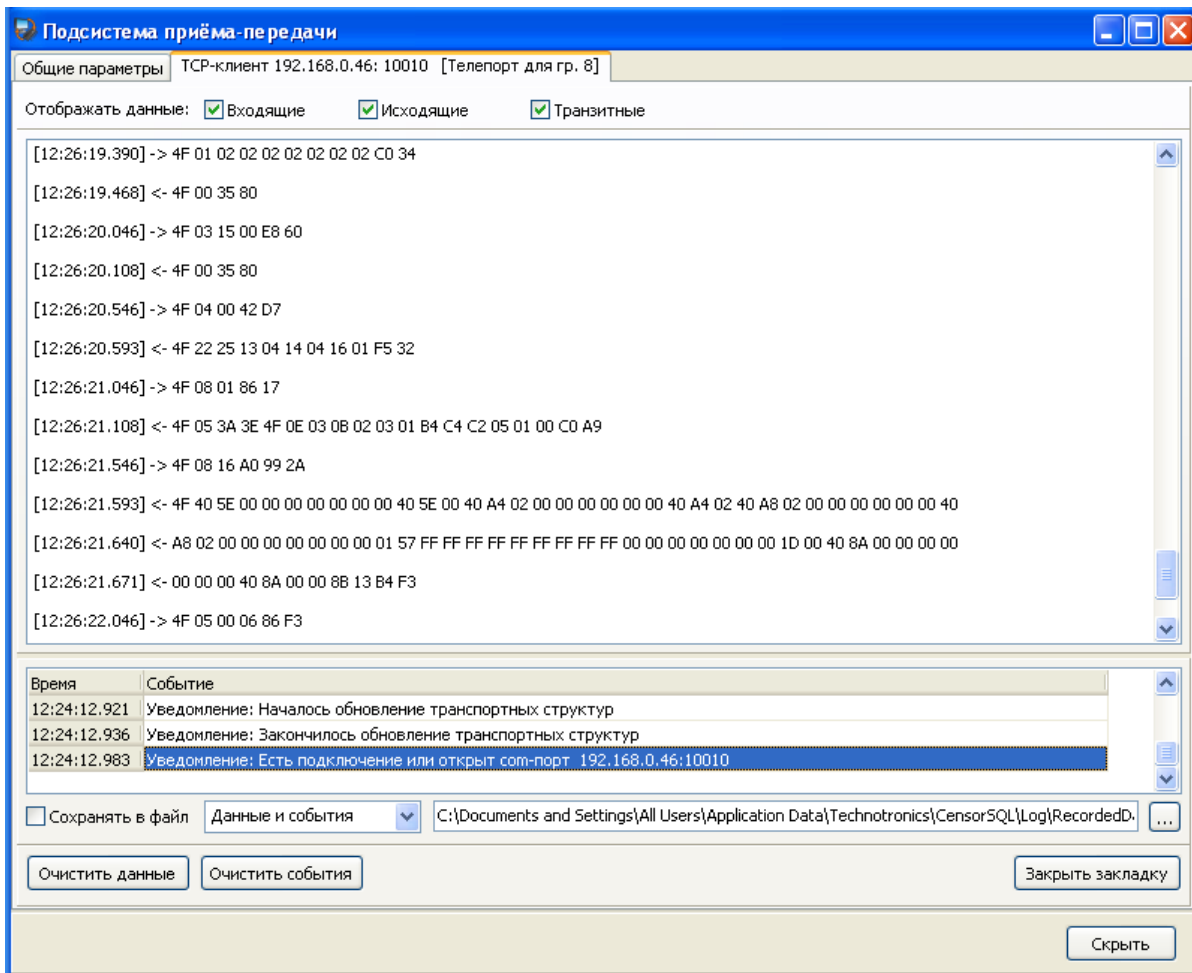 Подсистема приёма-передачи
Общие параметры TCP-клиент 192.168.0.46: 10010 [Телепорт для гр. 8]
Отображать данные: Входящие Исходящие Транзитные
[12:26:19.390] -> 4F 01 02 02 02 02 02 02 02 C0 34
[12:26:19.468] <- 4F 00 35 80
[12:26:20.046] -> 4F 03 15 00 E8 60
[12:26:20.108] <- 4F 00 35 80
[12:26:20.546] -> 4F 04 00 42 D7
[12:26:20.593] <- 4F 22 25 13 04 14 04 16 01 F5 32
[12:26:21.046] -> 4F 08 01 86 17
[12:26:21.108] <- 4F 05 3A 3E 4F 0E 03 0B 02 03 01 B4 C4 C2 05 01 00 C0 A9
[12:26:21.546] -> 4F 08 16 A0 99 2A
[12:26:21.593] <- 4F 40 5E 00 00 00 00 00 00 00 40 5E 00 40 A4 02 00 00 00 00 00 00 40 A4 02 40 A8 02 00 00 00 00 00 00 40
[12:26:21.640] <- A8 02 00 00 00 00 00 00 00 01 57 FF FF FF FF FF FF FF FF FF 00 00 00 00 00 00 00 1D 00 40 8A 00 00 00 00
[12:26:21.671] <- 00 00 00 40 8A 00 00 8B 13 B4 F3
[12:26:22.046] -> 4F 05 00 06 86 F3
Время Событие
12:24:12.921 Уведомление: Началось обновление транспортных структур
12:24:12.936 Уведомление: Закончилось обновление транспортных структур
12:24:12.983 Уведомление: Есть подключение или открыт com-порт 192.168.0.46:10010
Сохранять в файл Данные и события C:\Documents and Settings\All Users\Application Data\Technotronics\CensorSQL\Log\RecordedD. ...
Очистить данные Очистить события Закрыть закладку
Скрыть